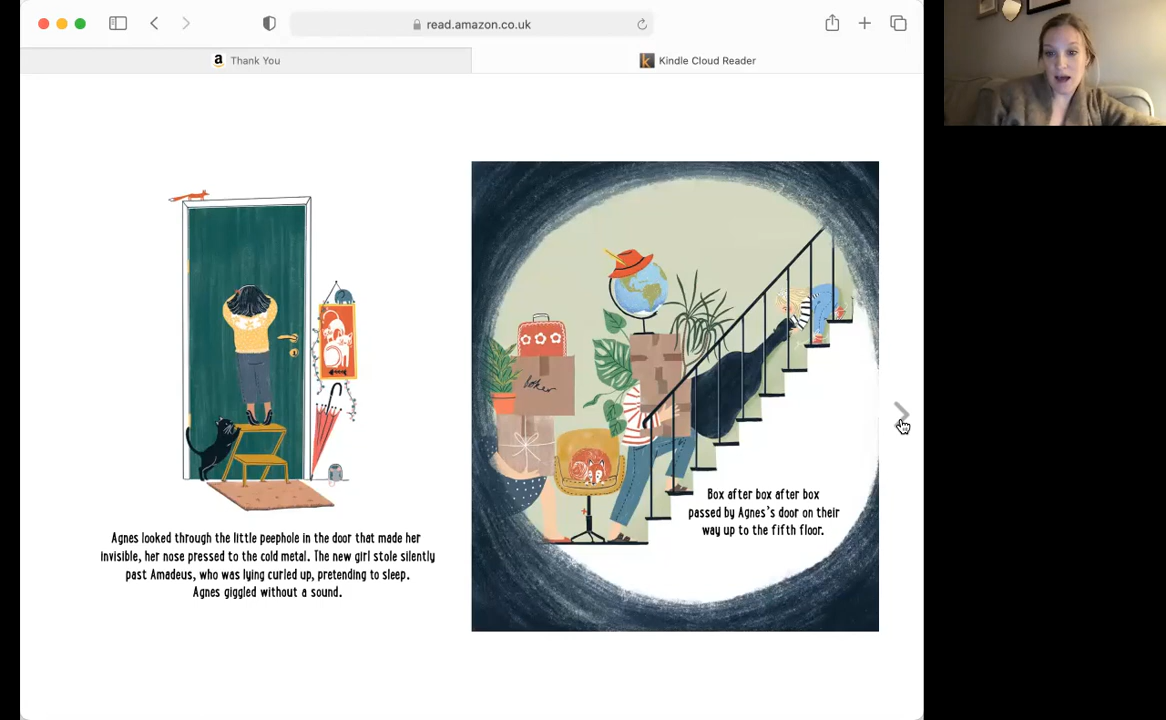 read.amazon.co.uk
Thank You
Kindle Cloud Reader
Agnes looked through the little peephole in the door that made her
invisible, her nose pressed to the cold metal. The new girl stole silently
past Amadeus, who was lying curled up, pretending to sleep.
Agnes giggled without a sound.
Box after box after box
passed by Agnes's door on their
way up to the fifth floor.